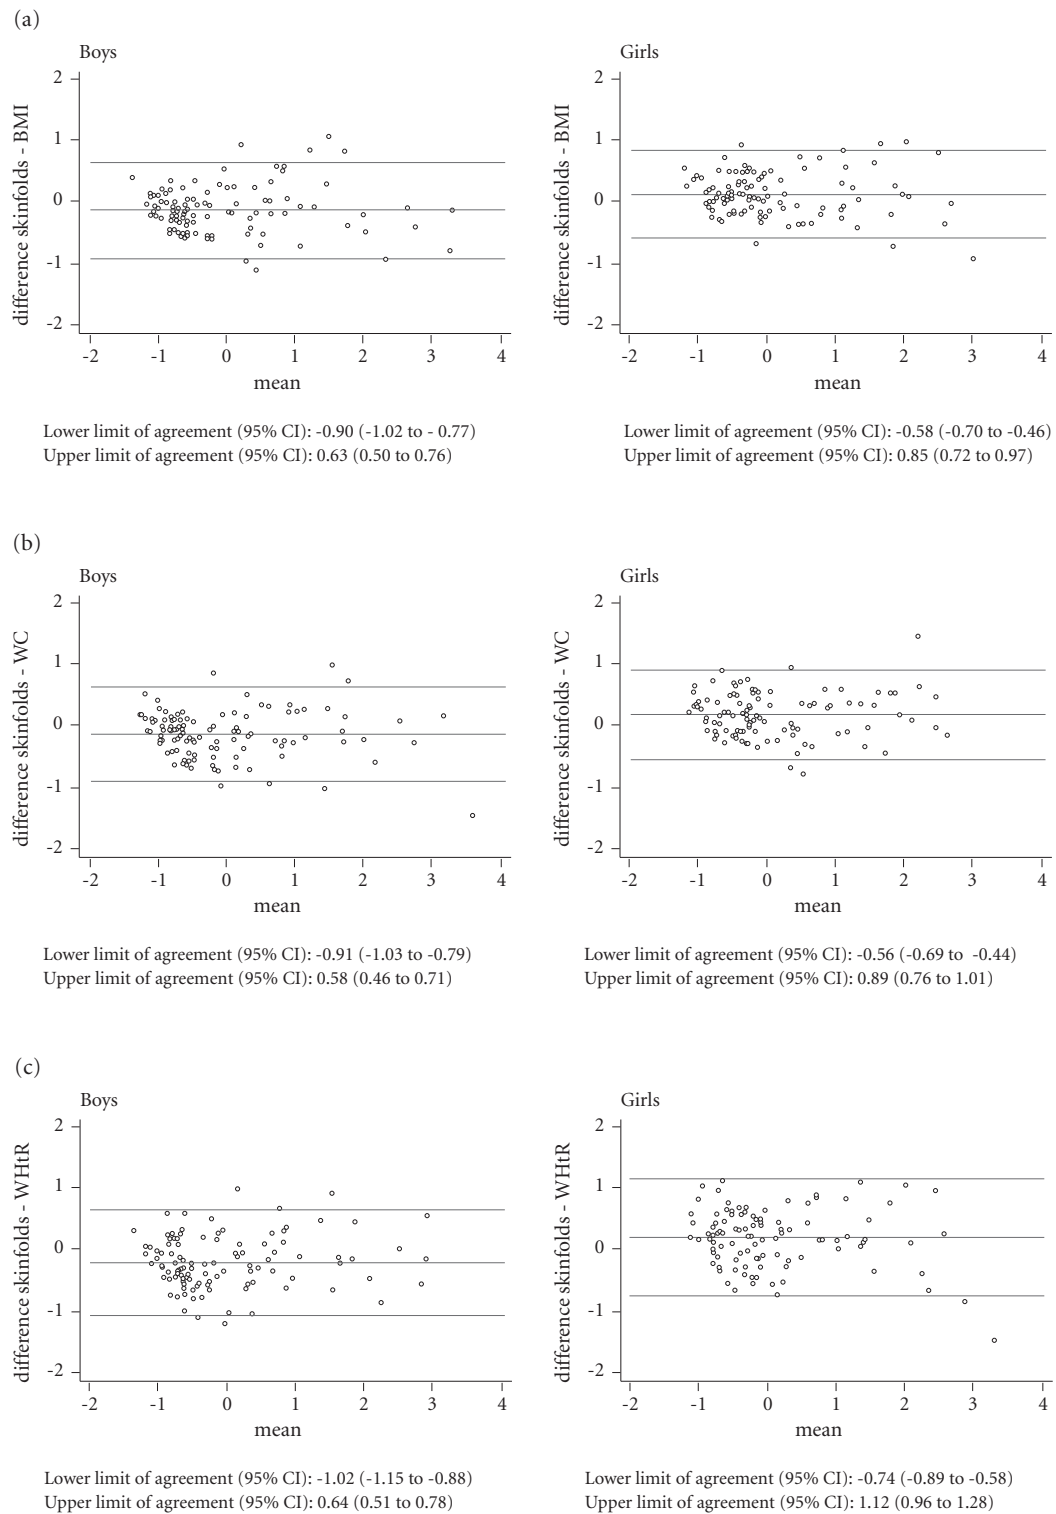 (a)
Boys
Girls
difference skinfolds - BMI
2
1
0
-1
-2
-2 -1 0 1 2 3 4
mean
difference skinfolds - BMI
2
1
0
-1
-2
-2 -1 0 1 2 3 4
mean
Lower limit of agreement (95% CI): -0.90 (-1.02 to - 0.77)
Upper limit of agreement (95% CI): 0.63 (0.50 to 0.76)
Lower limit of agreement (95% CI): -0.58 (-0.70 to -0.46)
Upper limit of agreement (95% CI): 0.85 (0.72 to 0.97)
(b)
Boys
Girls
difference skinfolds - WC
2
1
0
-1
-2
-2 -1 0 1 2 3 4
mean
difference skinfolds - WC
2
1
0
-1
-2
-2 -1 0 1 2 3 4
mean
Lower limit of agreement (95% CI): -0.91 (-1.03 to -0.79)
Upper limit of agreement (95% CI): 0.58 (0.46 to 0.71)
Lower limit of agreement (95% CI): -0.56 (-0.69 to -0.44)
Upper limit of agreement (95% CI): 0.89 (0.76 to 1.01)
(c)
Boys
Girls
difference skinfolds - WHtR
2
1
0
-1
-2
-2 -1 0 1 2 3 4
mean
difference skinfolds - WHtR
2
1
0
-1
-2
-2 -1 0 1 2 3 4
mean
Lower limit of agreement (95% CI): -1.02 (-1.15 to -0.88)
Upper limit of agreement (95% CI): 0.64 (0.51 to 0.78)
Lower limit of agreement (95% CI): -0.74 (-0.89 to -0.58)
Upper limit of agreement (95% CI): 1.12 (0.96 to 1.28)